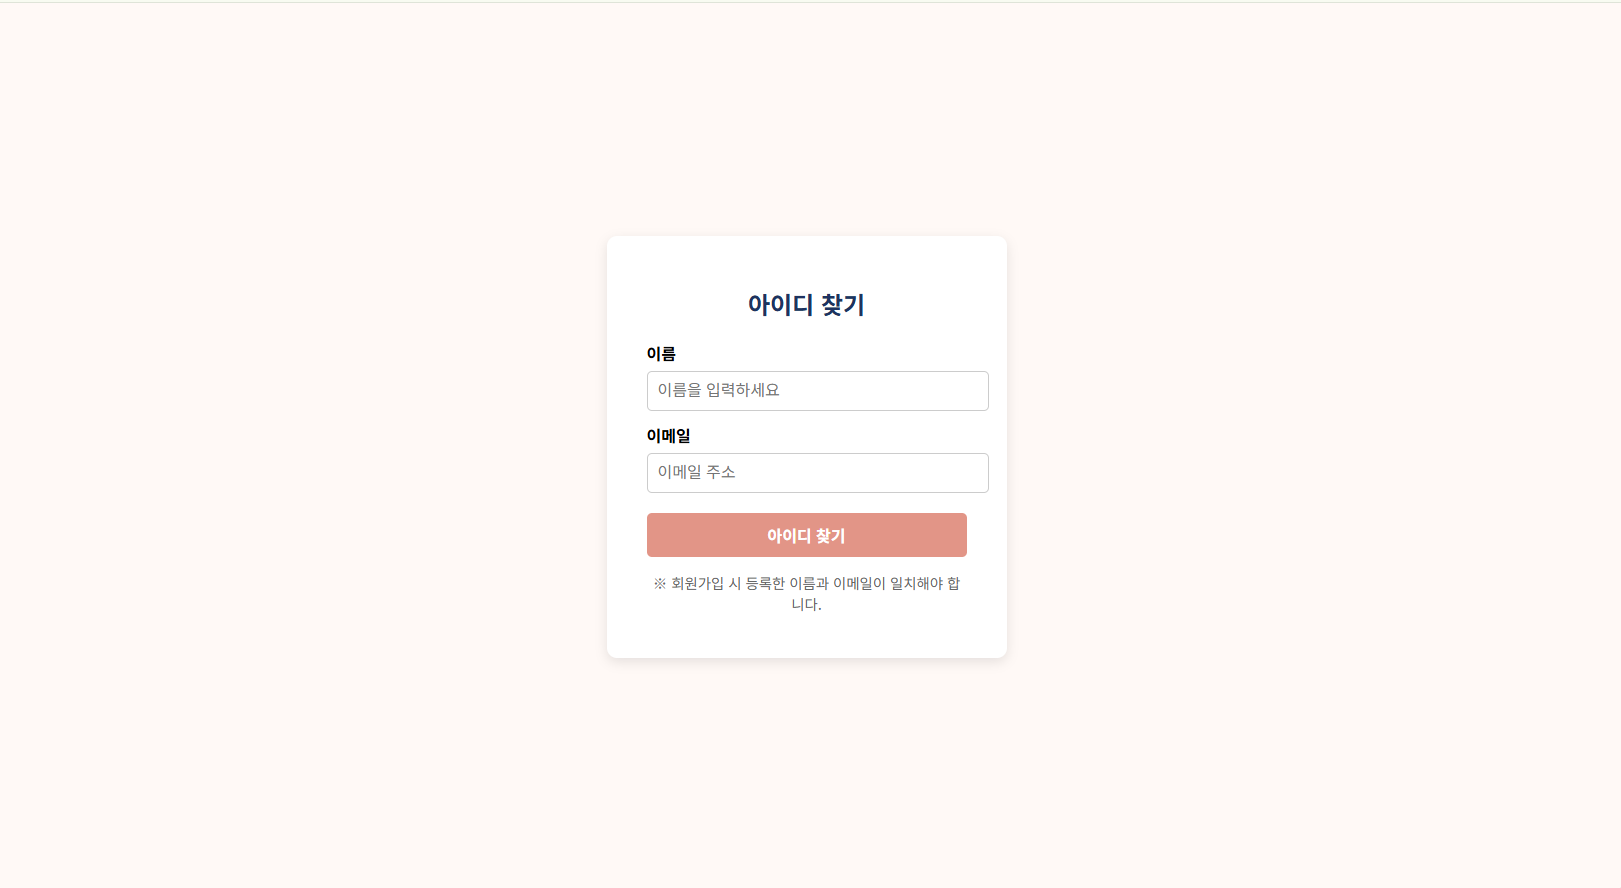 아이디 찾기
이름
이름을 입력하세요
이메일
이메일 주소
아이디 찾기
※ 회원가입 시 등록한 이름과 이메일이 일치해야 합
니다.